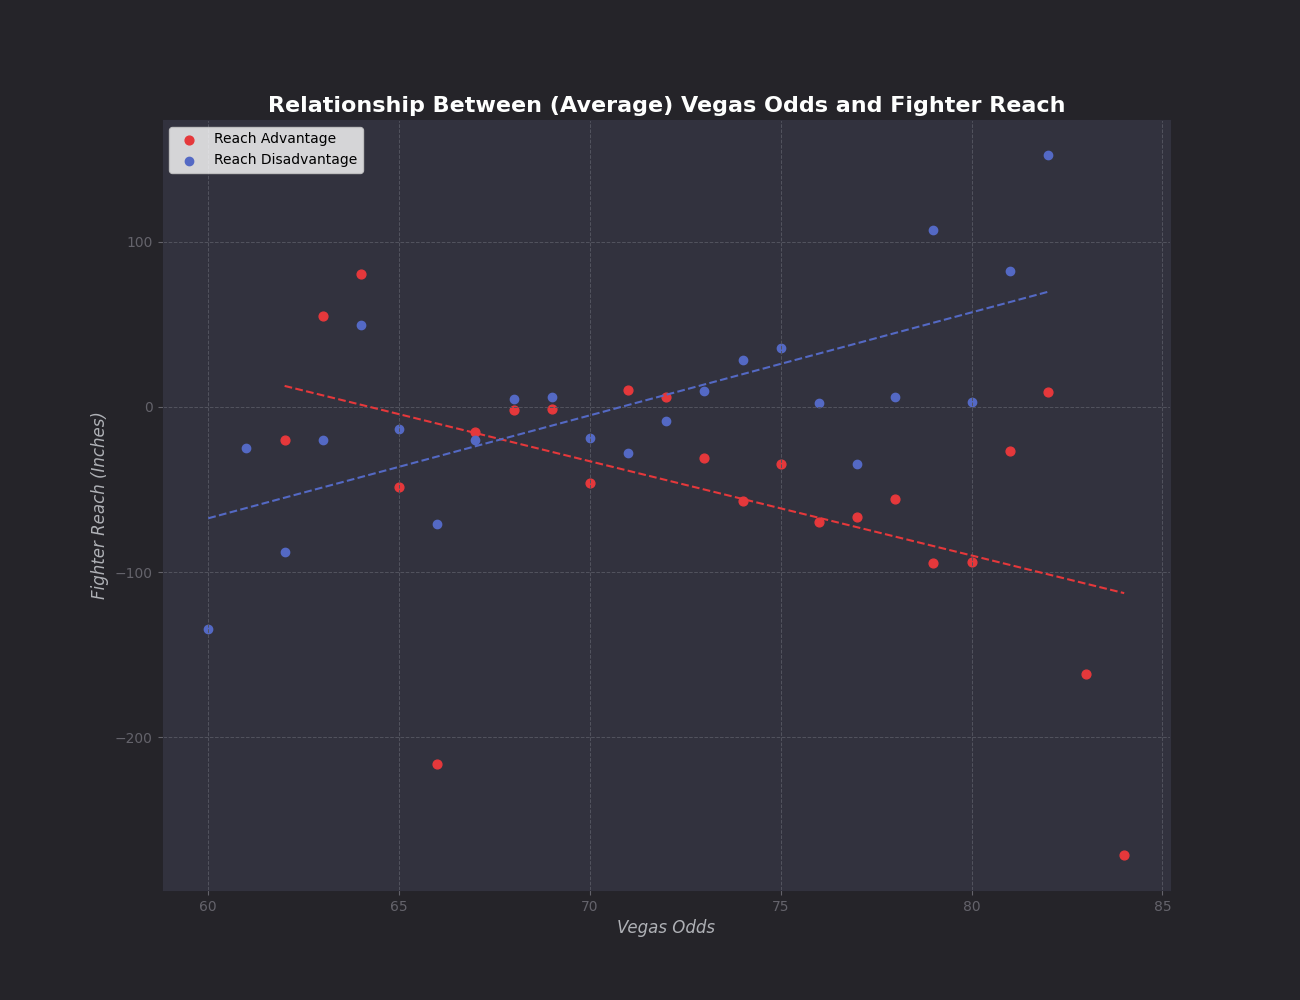 Relationship Between (Average) Vegas Odds and Fighter Reach
Reach Advantage
Reach Disadvantage
100
0
−100
−200
Fighter Reach (Inches)
60
65
70
75
80
85
Vegas Odds